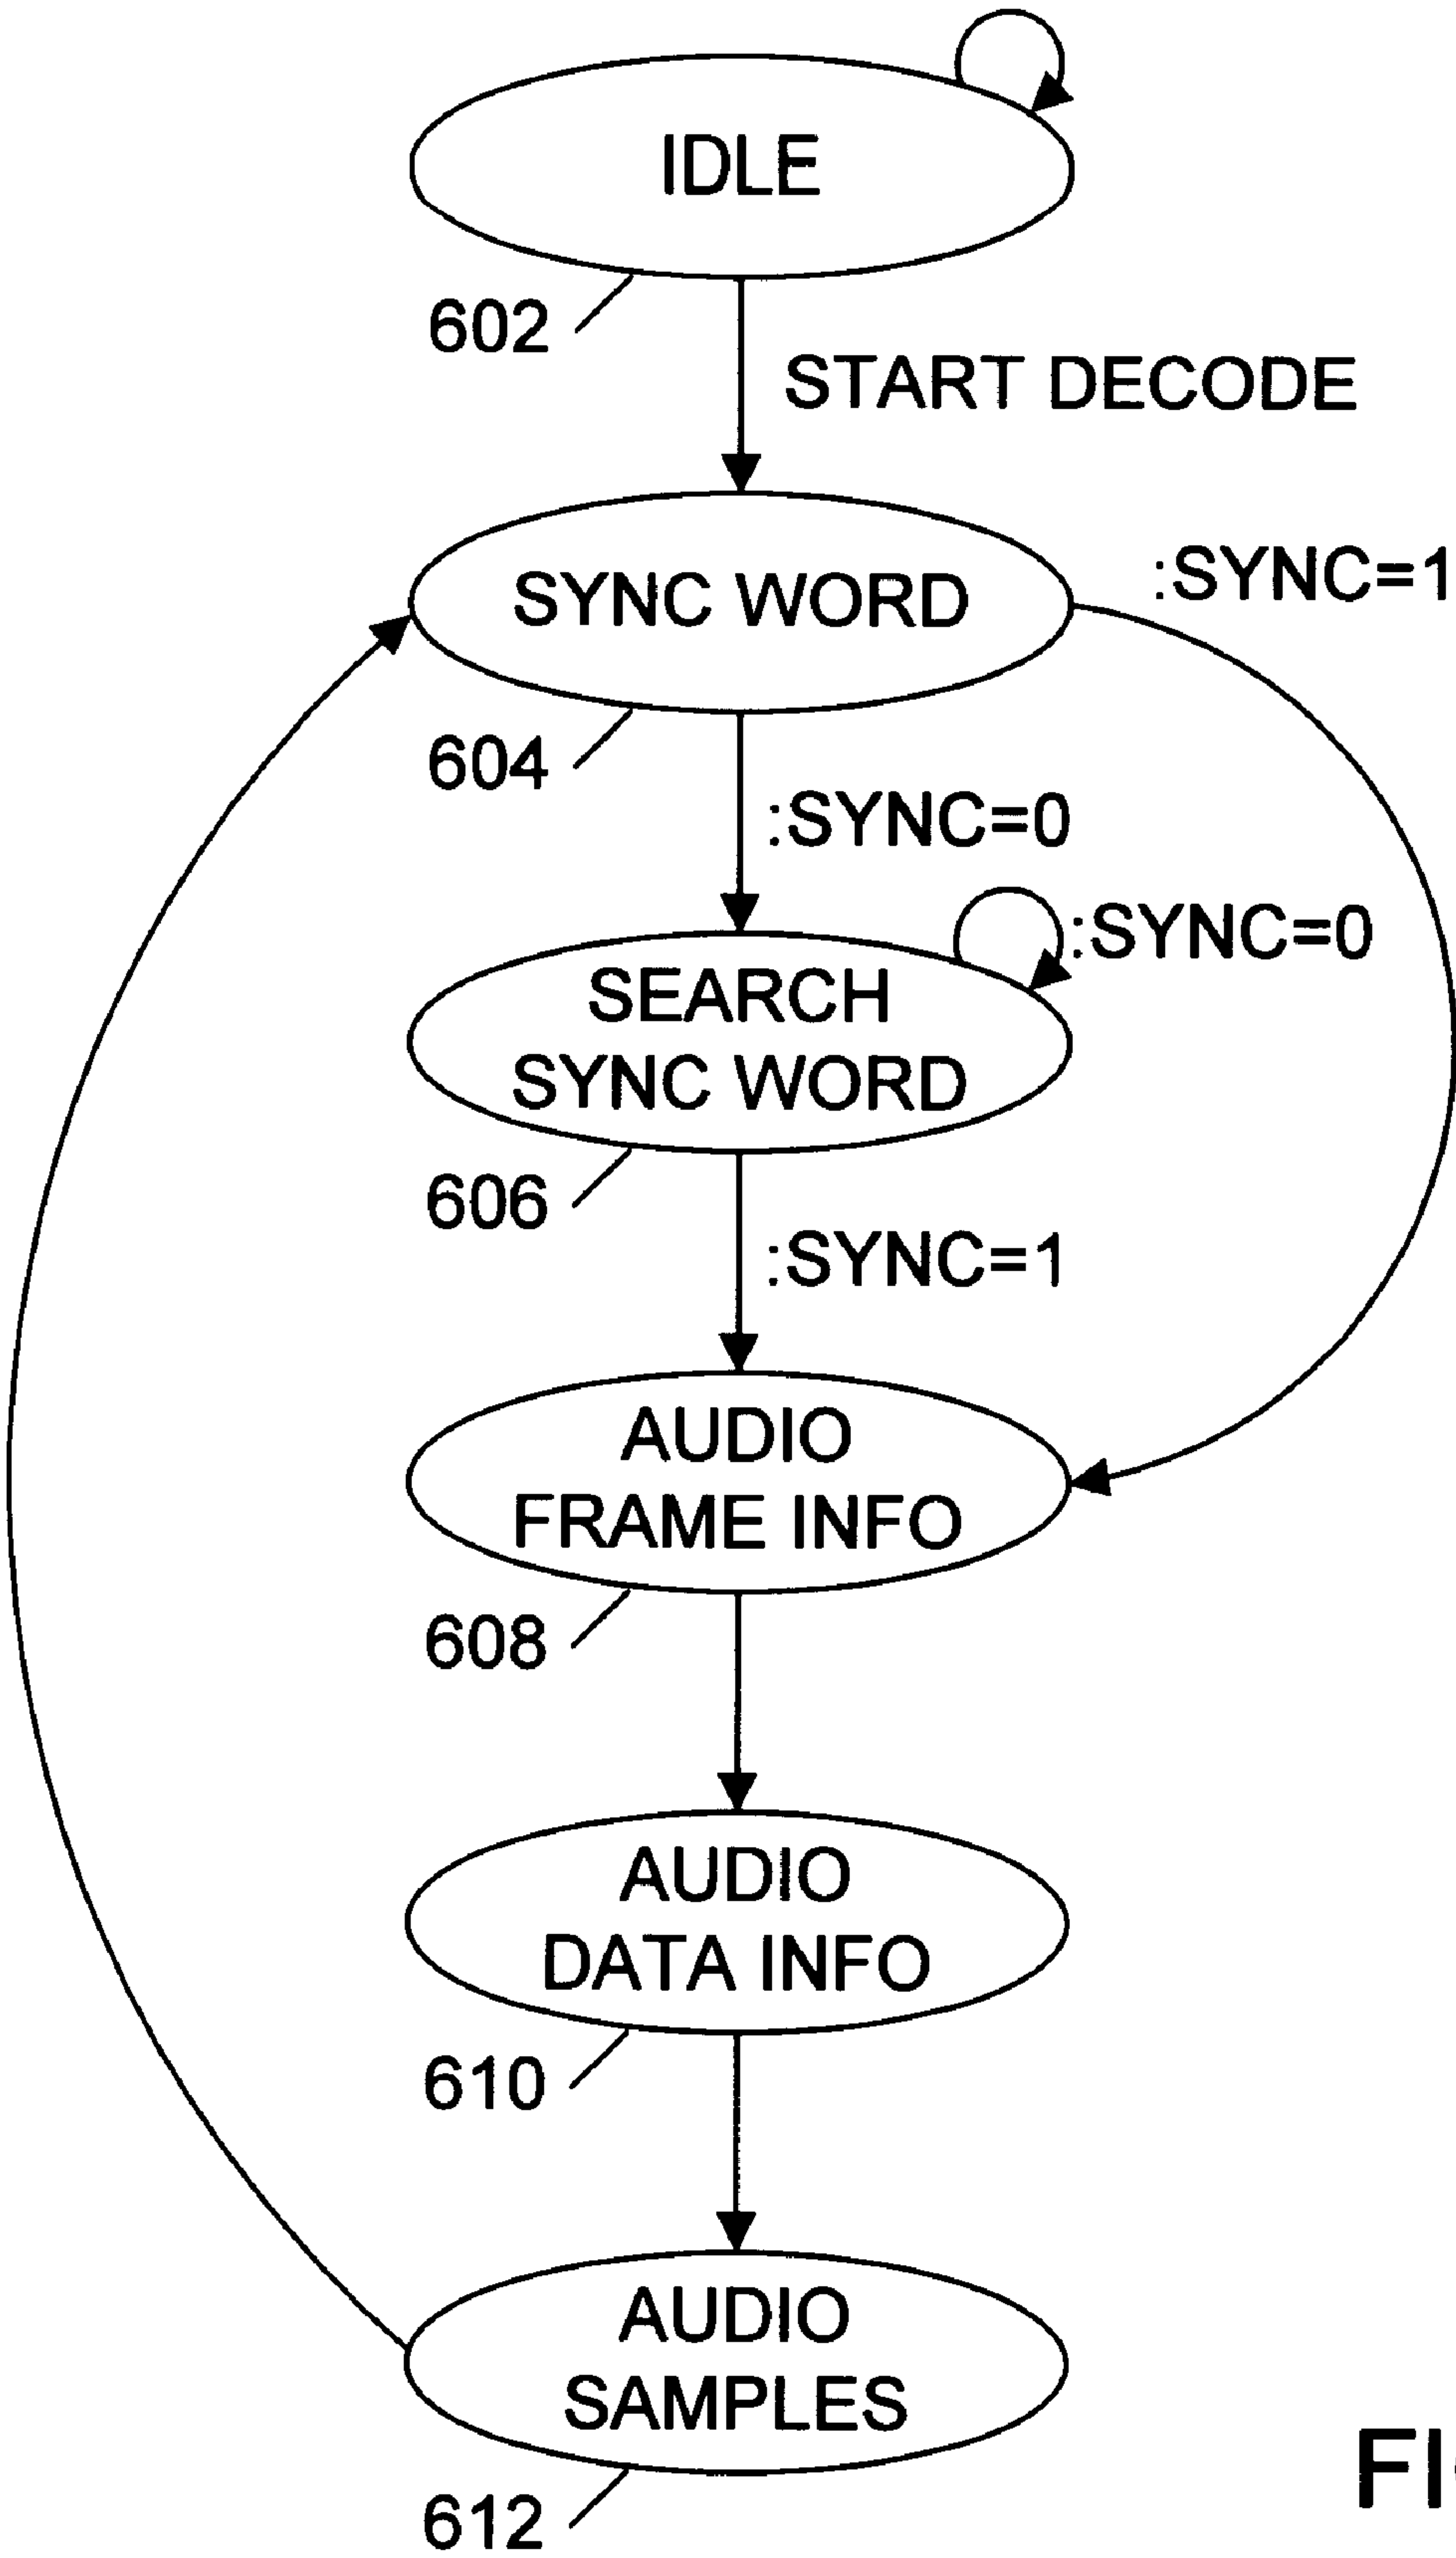 IDLE
602
START DECODE
SYNC WORD
:SYNC=1
604
:SYNC=0
:SYNC=0
SEARCH
SYNC WORD
606
:SYNC=1
AUDIO
FRAME INFO
608
AUDIO
DATA INFO
610
AUDIO
SAMPLES
612